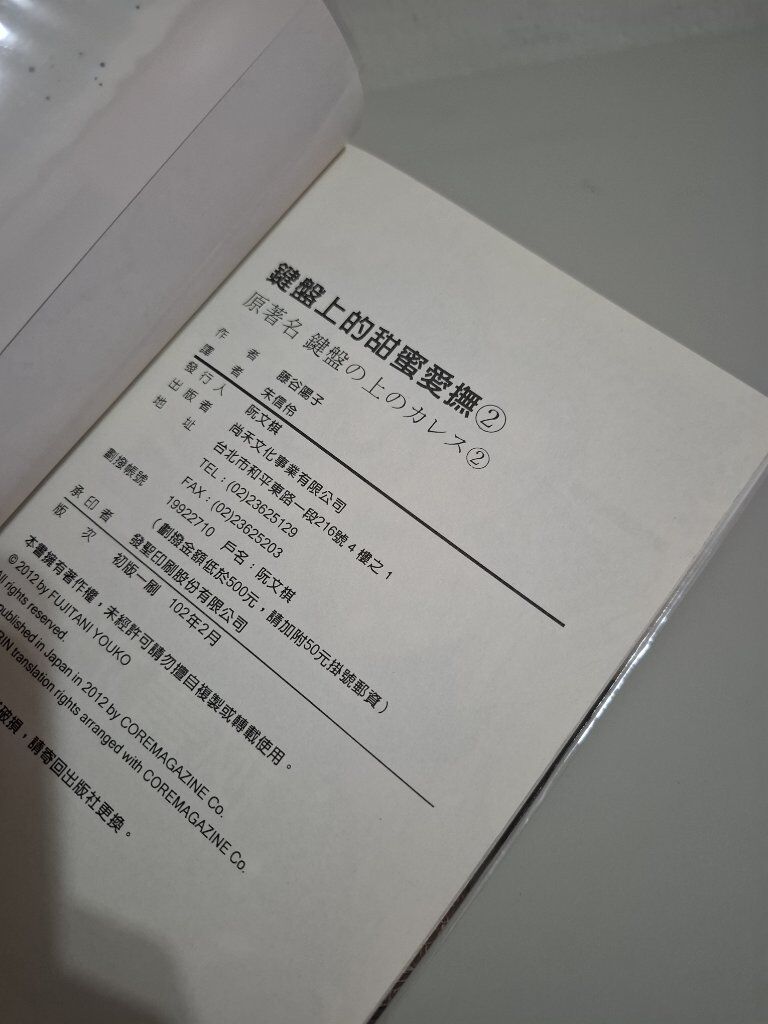 鍵盤上的甜蜜愛撫②
原著名 鍵盤の上のカレス②
作者 藤谷陽子
譯者 朱信伶
發行人 阮文棋
出版者 尚禾文化事業有限公司
地址 台北市和平東路一段216號4樓之1
TEL:(02)23625129
FAX:(02)23625203
劃撥帳號 19922710 戶名:阮文棋
(劃撥金額低於500元,請加附50元掛號郵資)
承印者 發聖印刷股份有限公司
版次 初版一刷 102年2月
本書擁有著作權,未經許可請勿擅自複製或轉載使用。
©2012 by FUJITANI YOUKO
All rights reserved.
published in Japan in 2012 by COREMAGAZINE Co.
translation rights arranged with COREMAGAZINE Co.
破損,請寄回出版社更換。